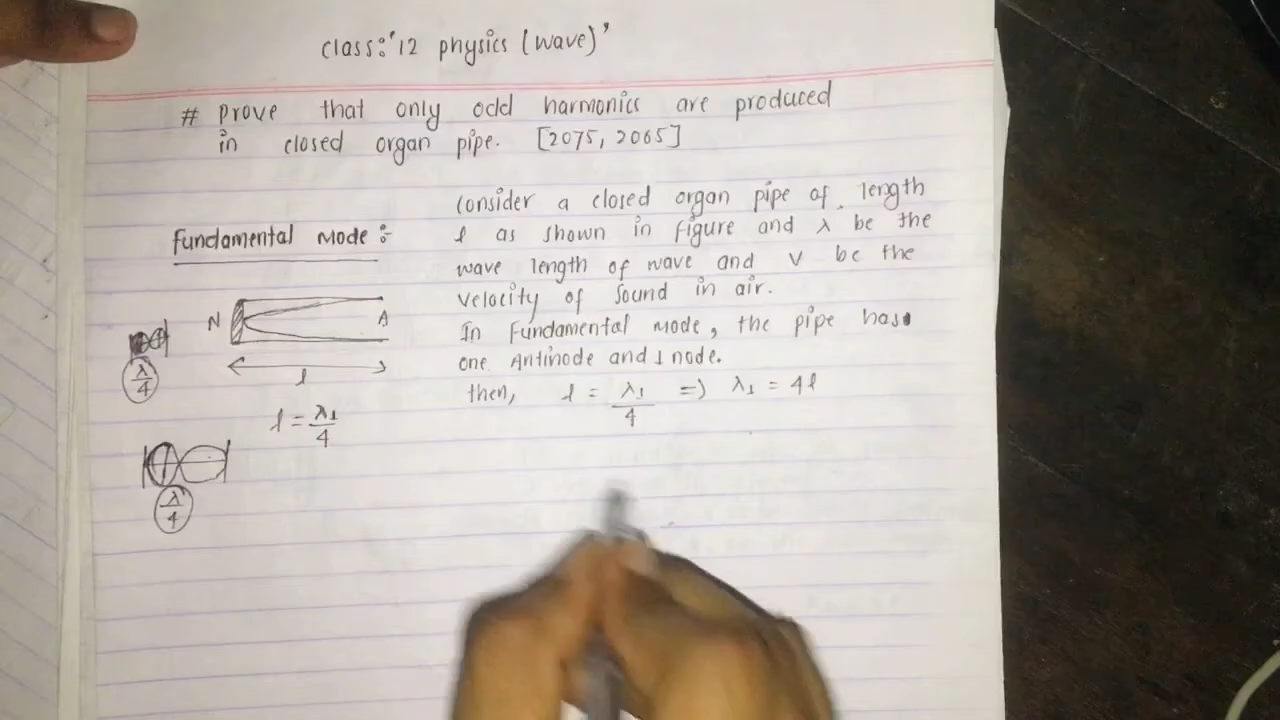 class:'12 physics (wave)'
# prove that only odd harmonics are produced
in closed organ pipe. [2075, 2065]
Fundamental Mode :-
N
A
l
λ/4
l = λ1/4
λ/4
Consider a closed organ pipe of length
l as shown in figure and λ be the
wave length of wave and V be the
velocity of sound in air.
In Fundamental mode, the pipe has
one Antinode and 1 node.
then, l = λ1/4 => λ1 = 4l